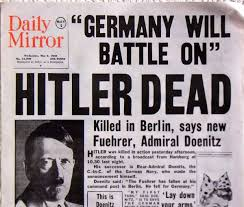 Daily
Mirror
"GERMANY WILL
BATTLE ON"
HITLER DEAD
Killed in Berlin, says new
Fuehrer, Admiral Doenitz
HITLER was killed in action yesterday afternoon,
according to a broadcast from Hamburg at
10.30 last night.
His successor is Rear-Admiral Doenitz, the
C-in-C of the German Navy, who made the
announcement himself.
Doenitz said: "The Fuehrer has fallen at his
command post in Berlin. He fell for Germany."
This is
Doenitz
Lay down
your
arms